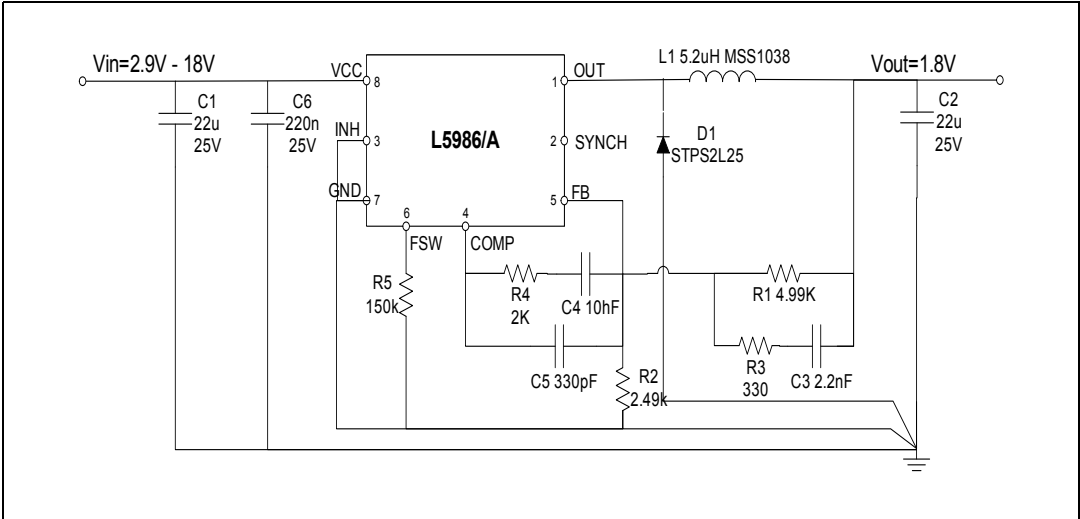 Vin=2.9V - 18V
VCC
8
1
OUT
L1 5.2uH MSS1038
Vout=1.8V
C1
22u
25V
C6
220n
25V
INH
3
L5986/A
2
SYNCH
D1
STPS2L25
C2
22u
25V
GND
7
5
FB
6
FSW
4
COMP
R5
150k
R4
2K
C4 10hF
R1 4.99K
C5 330pF
R2
2.49k
R3
330
C3 2.2nF